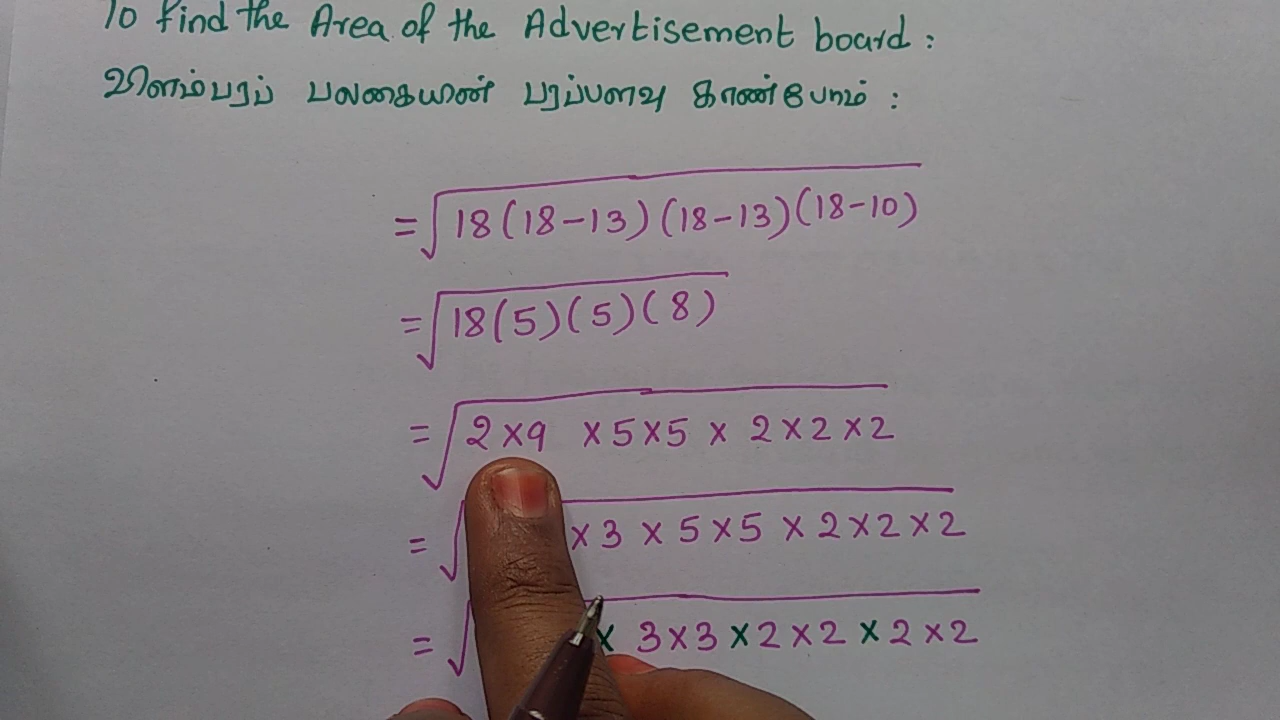 To find the Area of the Advertisement board :
விளம்பரப் பலகையின் பரப்பளவு காண்போம் :
= √18(18-13)(18-13)(18-10)
= √18(5)(5)(8)
= √2×9 ×5×5 × 2×2×2
= √ ×3 ×5×5 ×2×2×2
= √ × 3×3×2×2×2×2